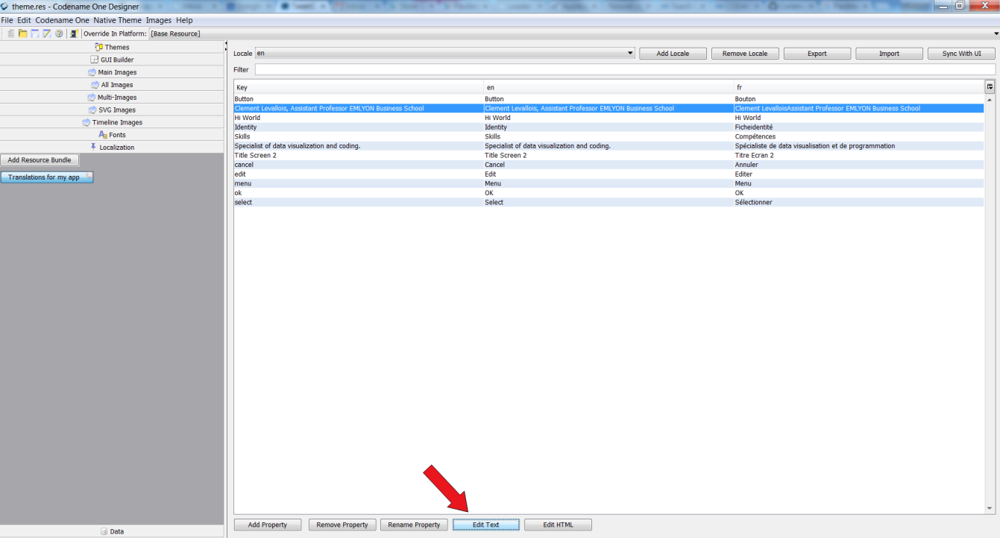 theme.res - Codename One Designer
File Edit Codename One Native Theme Images Help
Override In Platform: [Base Resource]
Themes
GUI Builder
Main Images
All Images
Multi-Images
SVG Images
Timeline Images
Fonts
Localization
Add Resource Bundle
Translations for my app
Data
Locale en Add Locale Remove Locale Export Import Sync With UI
Filter
Key en fr
Button Button Bouton
Clement Levallois, Assistant Professor EMLYON Business School Clement Levallois, Assistant Professor EMLYON Business School Clement LevalloisAssistant Professor EMLYON Business School
Hi World Hi World Hi World
Identity Identity Ficheidentité
Skills Skills Compétences
Specialist of data visualization and coding. Specialist of data visualization and coding. Spécialiste de data visualisation et de programmation
Title Screen 2 Title Screen 2 Titre Ecran 2
cancel Cancel Annuler
edit Edit Editer
menu Menu Menu
ok OK OK
select Select Sélectionner
Add Property Remove Property Rename Property Edit Text Edit HTML